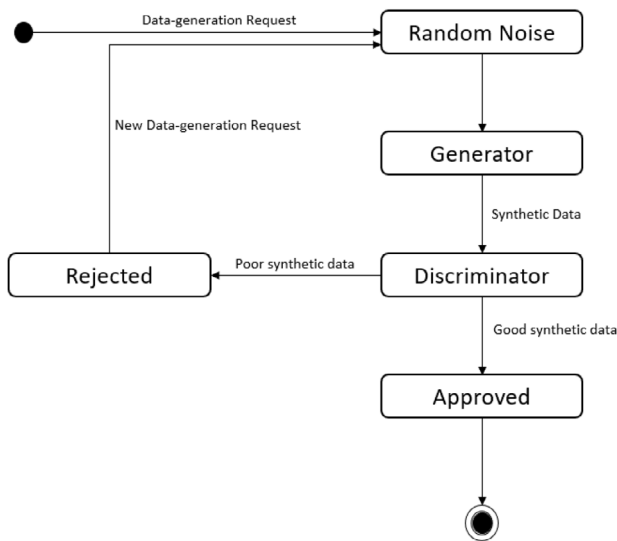 Data-generation Request
Random Noise
New Data-generation Request
Generator
Synthetic Data
Rejected
Poor synthetic data
Discriminator
Good synthetic data
Approved